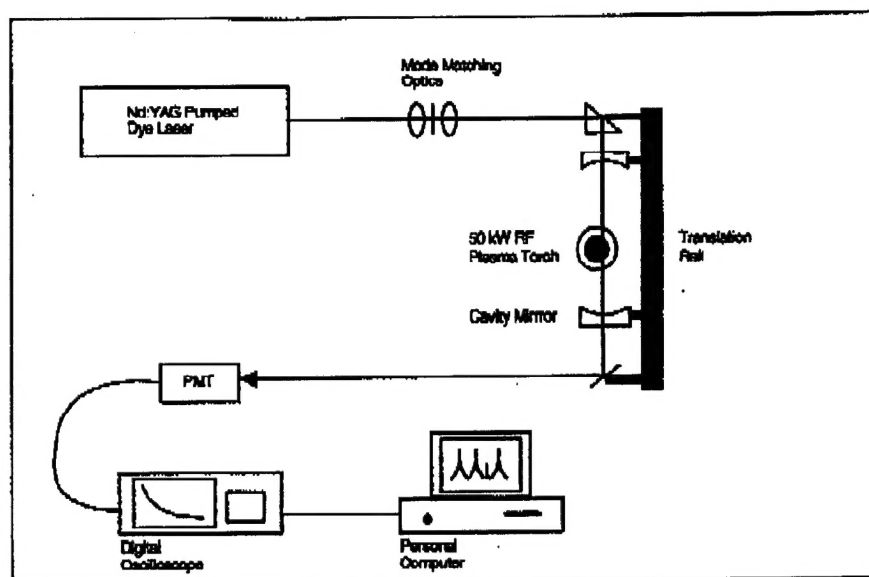 Mode Matching
Optics
Nd:YAG Pumped
Dye Laser
50 kW RF
Plasma Torch
Translation
Rail
Cavity Mirror
PMT
Digital
Oscilloscope
Personal
Computer